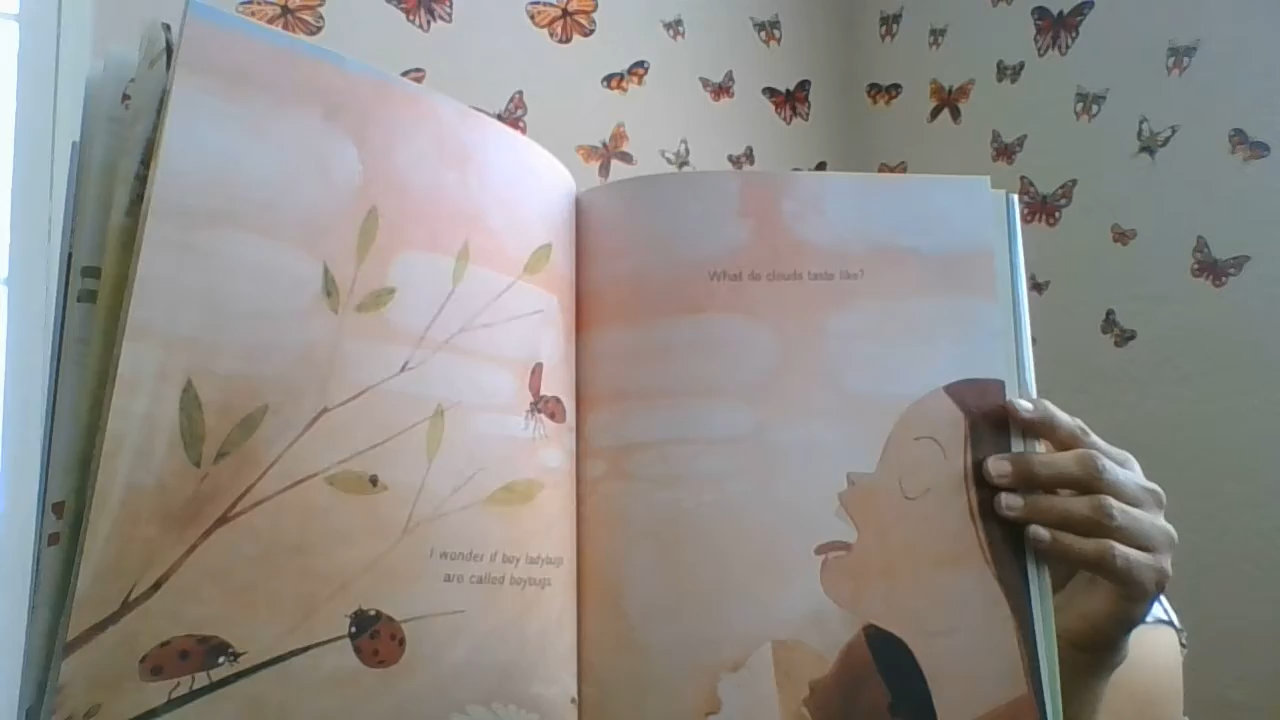 I wonder if boy ladybugs
are called boybugs.
What do clouds taste like?